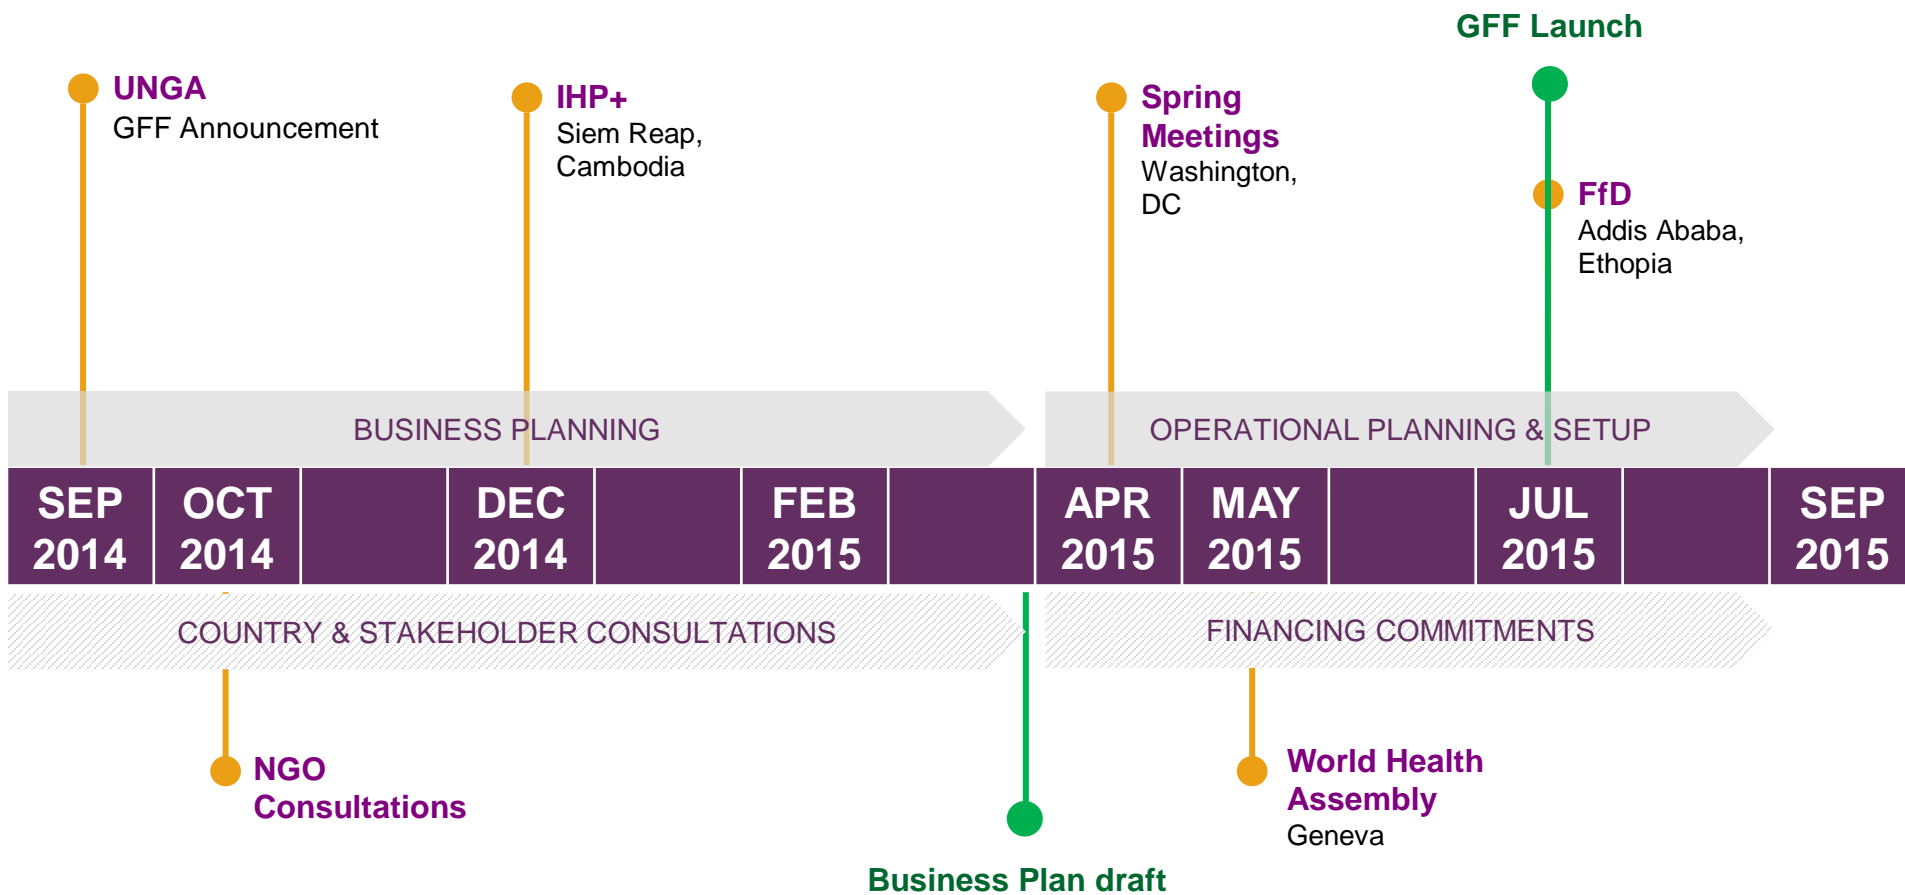 GFF Launch
UNGA
GFF Announcement
IHP+
Siem Reap,
Cambodia
Spring
Meetings
Washington,
DC
FfD
Addis Ababa,
Ethopia
BUSINESS PLANNING
OPERATIONAL PLANNING & SETUP
SEP
2014
OCT
2014
DEC
2014
FEB
2015
APR
2015
MAY
2015
JUL
2015
SEP
2015
COUNTRY & STAKEHOLDER CONSULTATIONS
FINANCING COMMITMENTS
NGO
Consultations
World Health
Assembly
Geneva
Business Plan draft